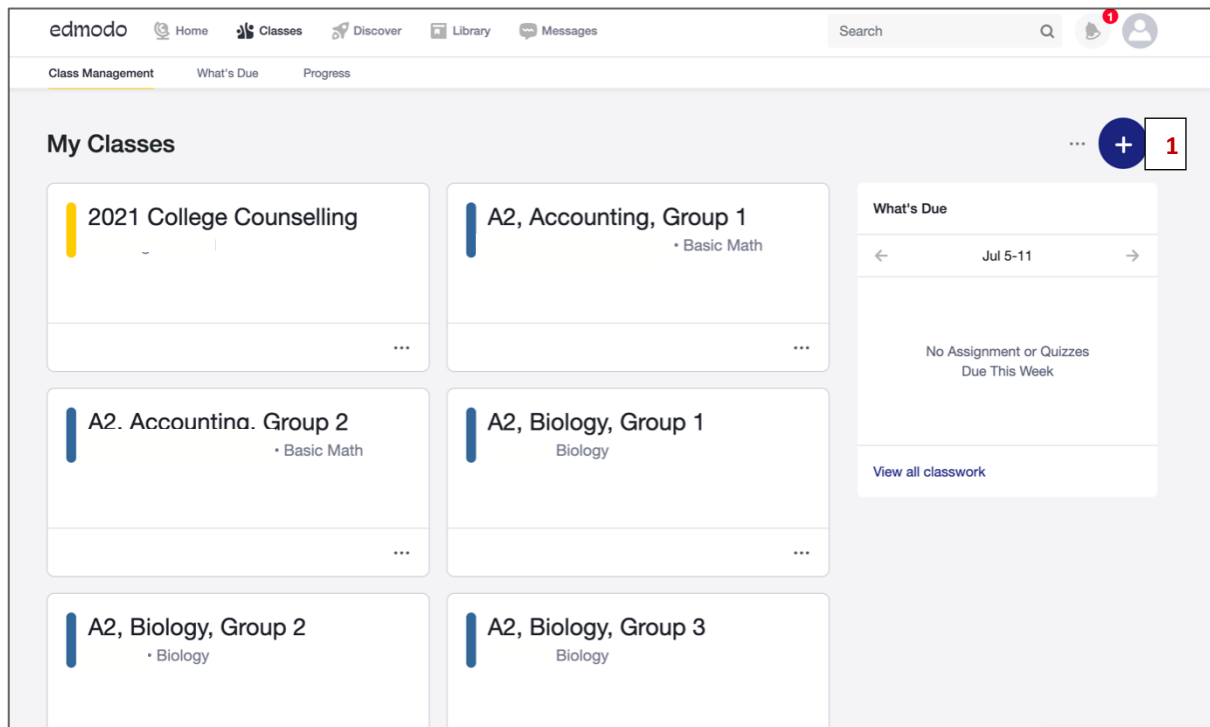 edmodo Home Classes Discover Library Messages Search 1
Class Management What's Due Progress
My Classes
... + 1
2021 College Counselling
A2, Accounting, Group 1
• Basic Math
What's Due
Jul 5-11
No Assignment or Quizzes
Due This Week
View all classwork
...
...
A2, Accounting, Group 2
• Basic Math
A2, Biology, Group 1
Biology
...
...
A2, Biology, Group 2
• Biology
A2, Biology, Group 3
Biology